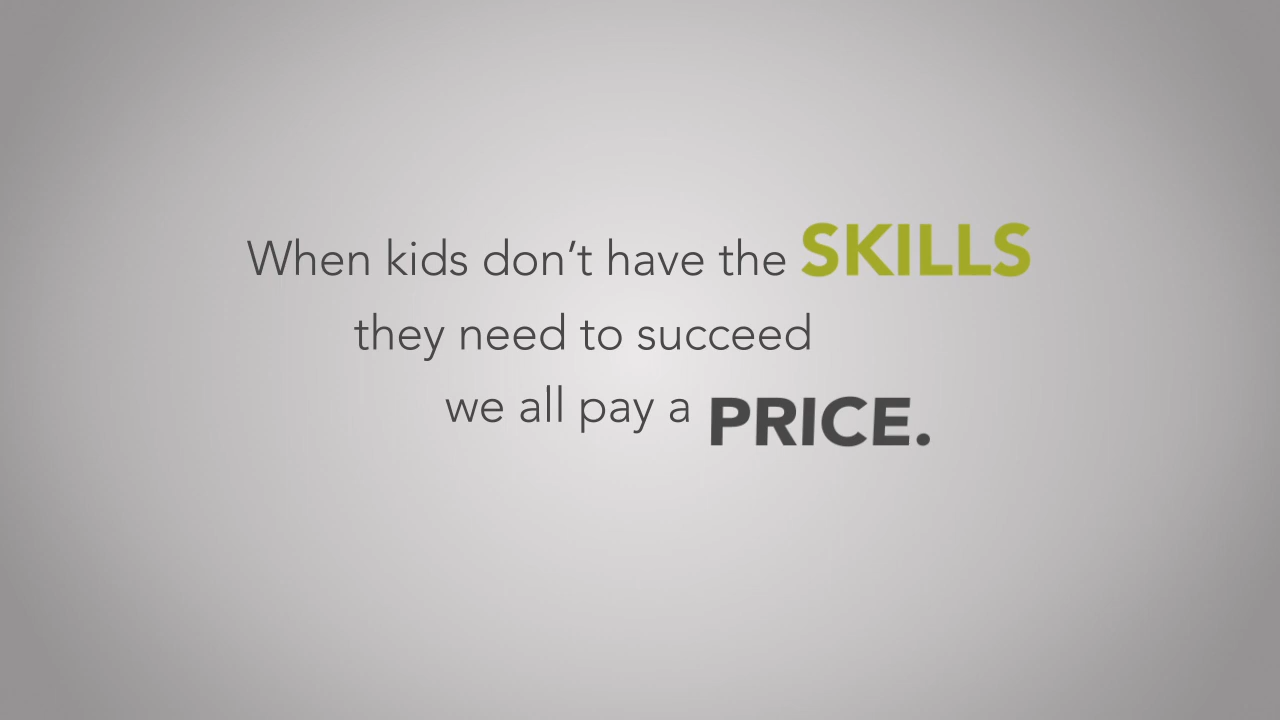 When kids don’t have the SKILLS
they need to succeed
we all pay a PRICE.